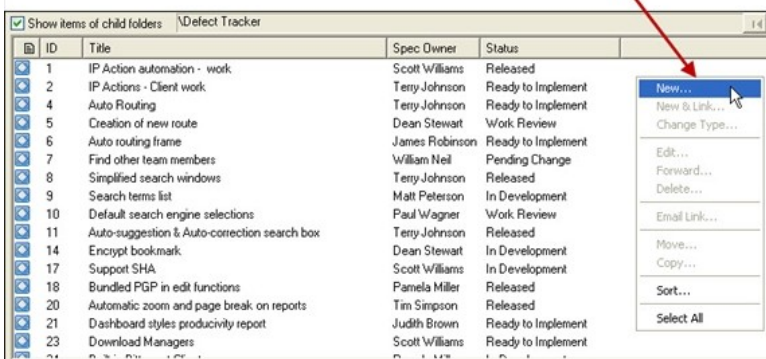 Show items of child folders \Defect Tracker
ID Title Spec Owner Status
1 IP Action automation - work Scott Williams Released
2 IP Actions - Client work Terry Johnson Ready to Implement
4 Auto Routing Terry Johnson Ready to Implement
5 Creation of new route Dean Stewart Work Review
6 Auto routing frame James Robinson Ready to Implement
7 Find other team members William Neil Pending Change
8 Simplified search windows Terry Johnson Released
9 Search terms list Matt Peterson In Development
10 Default search engine selections Paul Wagner Work Review
11 Auto-suggestion & Auto-correction search box Terry Johnson Released
14 Encrypt bookmark Dean Stewart In Development
17 Support SHA Scott Williams In Development
18 Bundled PGP in edit functions Pamela Miller Released
20 Automatic zoom and page break on reports Tim Simpson Released
21 Dashboard styles producivity report Judith Brown Ready to Implement
23 Download Managers Scott Williams Ready to Implement
New...
New & Link...
Change Type...
Edit...
Forward...
Delete...
Email Link...
Move...
Copy...
Sort...
Select All